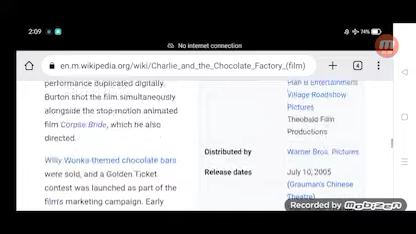 2:09
74%
No internet connection
en.m.wikipedia.org/wiki/Charlie_and_the_Chocolate_Factory_(film)
4
performance duplicated digitally.
Burton shot the film simultaneously
alongside the stop-motion animated
film Corpse Bride, which he also
directed.
Willy Wonka-themed chocolate bars
were sold, and a Golden Ticket
contest was launched as part of the
film's marketing campaign. Early
Plan B Entertainment
Village Roadshow
Pictures
Theobald Film
Productions
Distributed by Warner Bros. Pictures
Release dates July 10, 2005
(Grauman's Chinese
Theatre)
Recorded by
mobizen